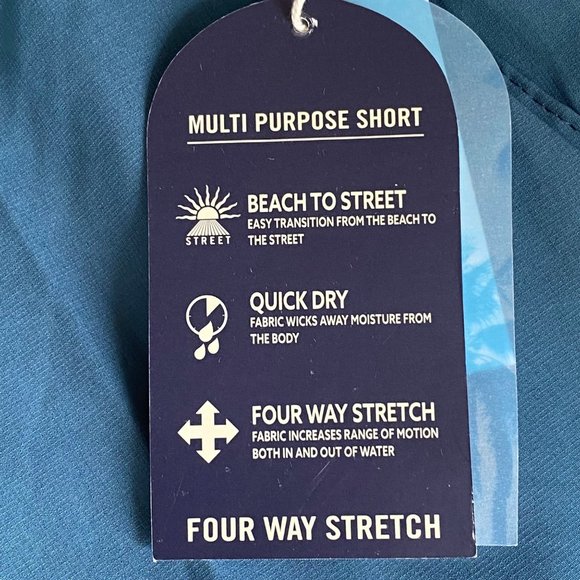 MULTI PURPOSE SHORT
BEACH TO STREET
EASY TRANSITION FROM THE BEACH TO
THE STREET
STREET
QUICK DRY
FABRIC WICKS AWAY MOISTURE FROM
THE BODY
FOUR WAY STRETCH
FABRIC INCREASES RANGE OF MOTION
BOTH IN AND OUT OF WATER
FOUR WAY STRETCH